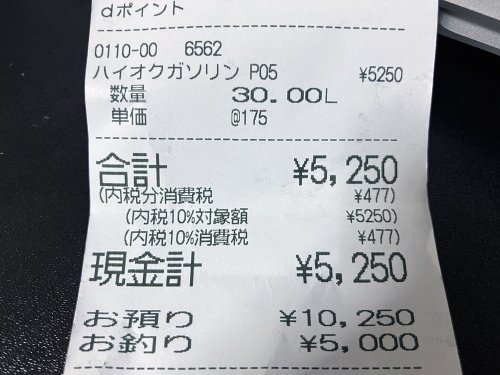 dポイント
0110-00 6562
ハイオクガソリン P05 ¥5250
数量 30.00L
単価 @175
合計 ¥5,250
(内税分消費税 ¥477)
(内税10%対象額 ¥5250)
(内税10%消費税 ¥477)
現金計 ¥5,250
お預り ¥10,250
お釣り ¥5,000